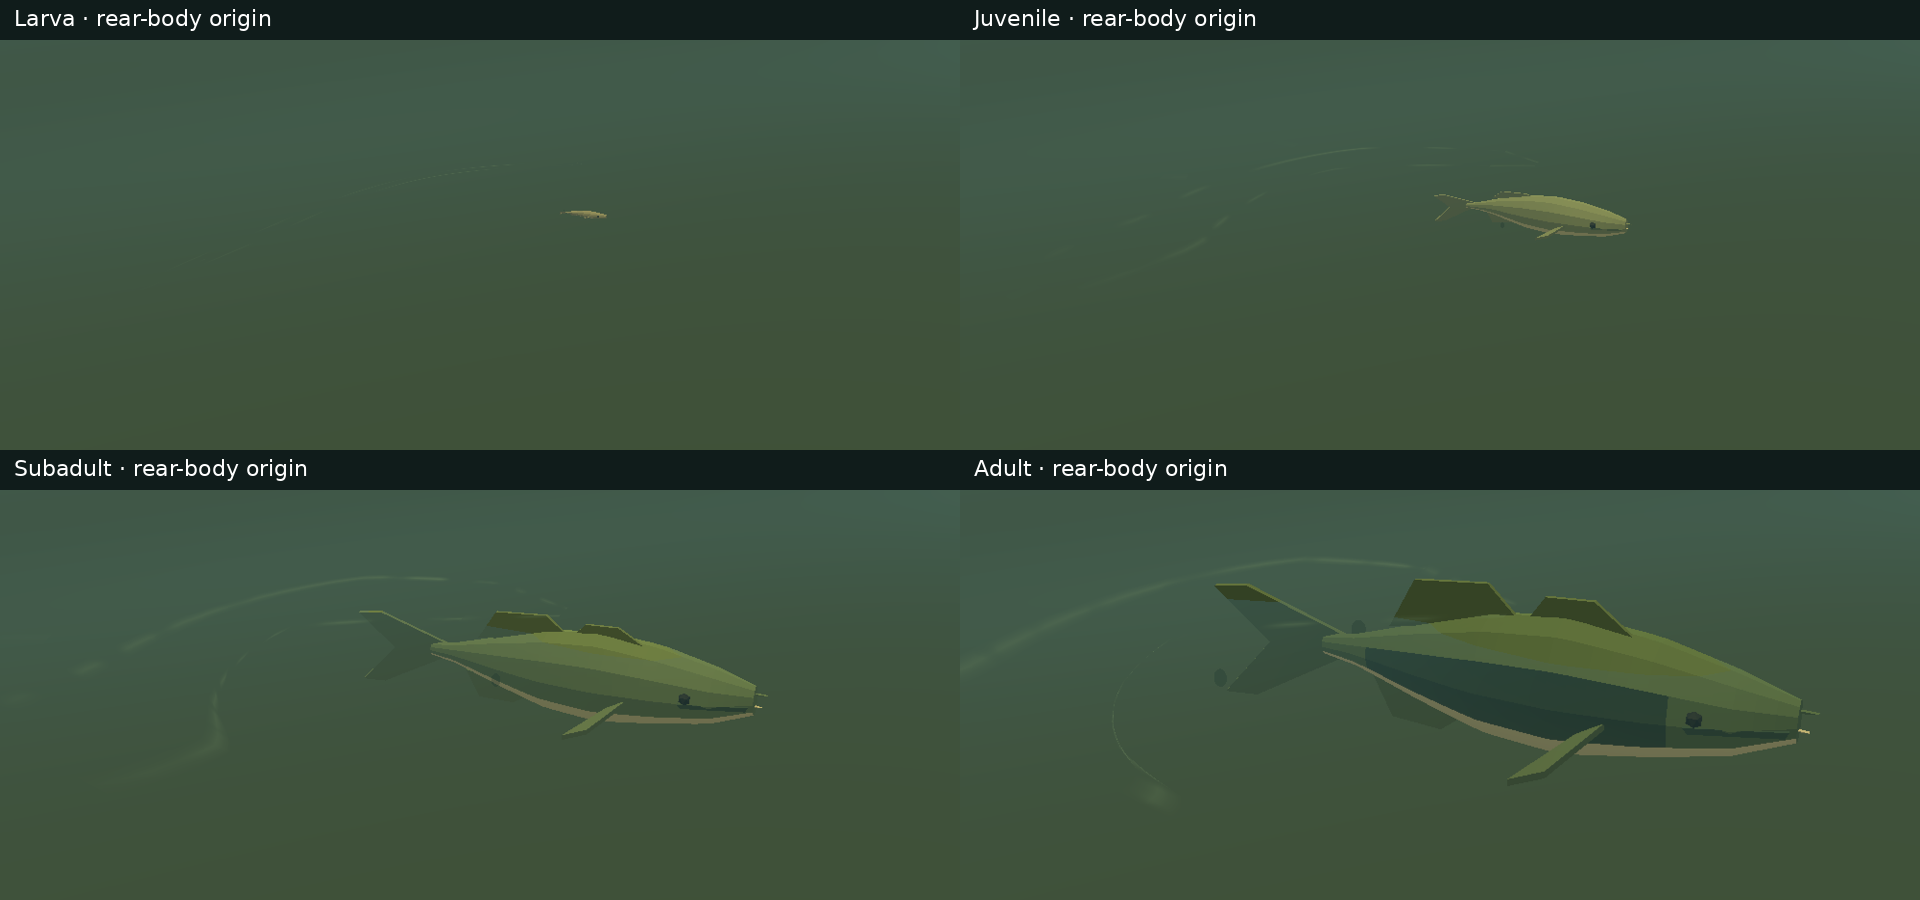 Larva · rear-body origin
Juvenile · rear-body origin
Subadult · rear-body origin
Adult · rear-body origin